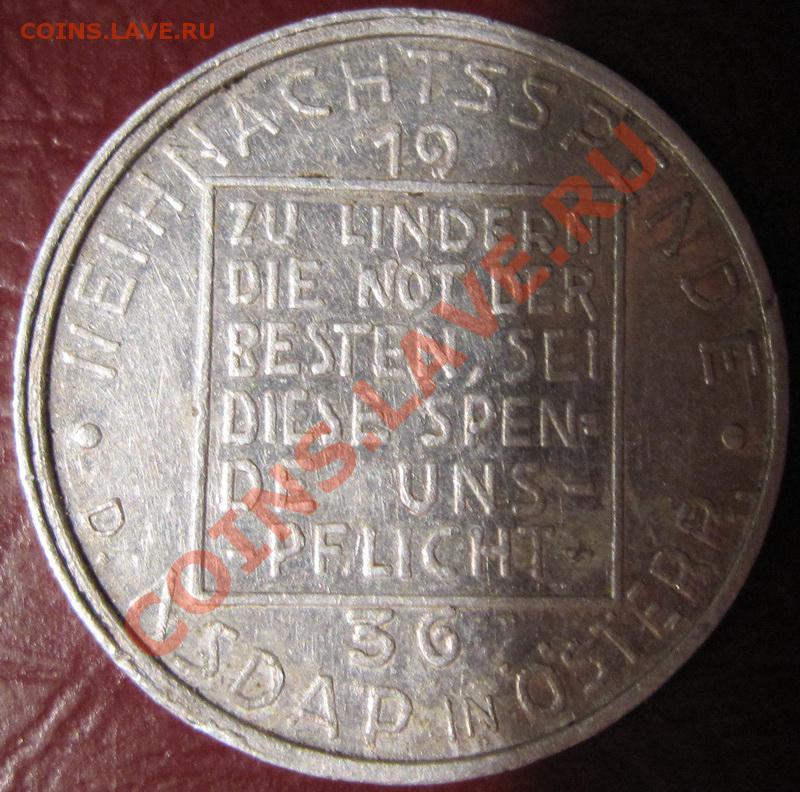 COINS.LAVE.RU
WEIHNACHTSSPENDE
19
ZU LINDERN
DIE NOT DER
BESTEN, SEI
DIESE SPEN=
DE UNS
PFLICHT
36
• D. NSDAP IN ÖSTERR. •
COINS.LAVE.RU